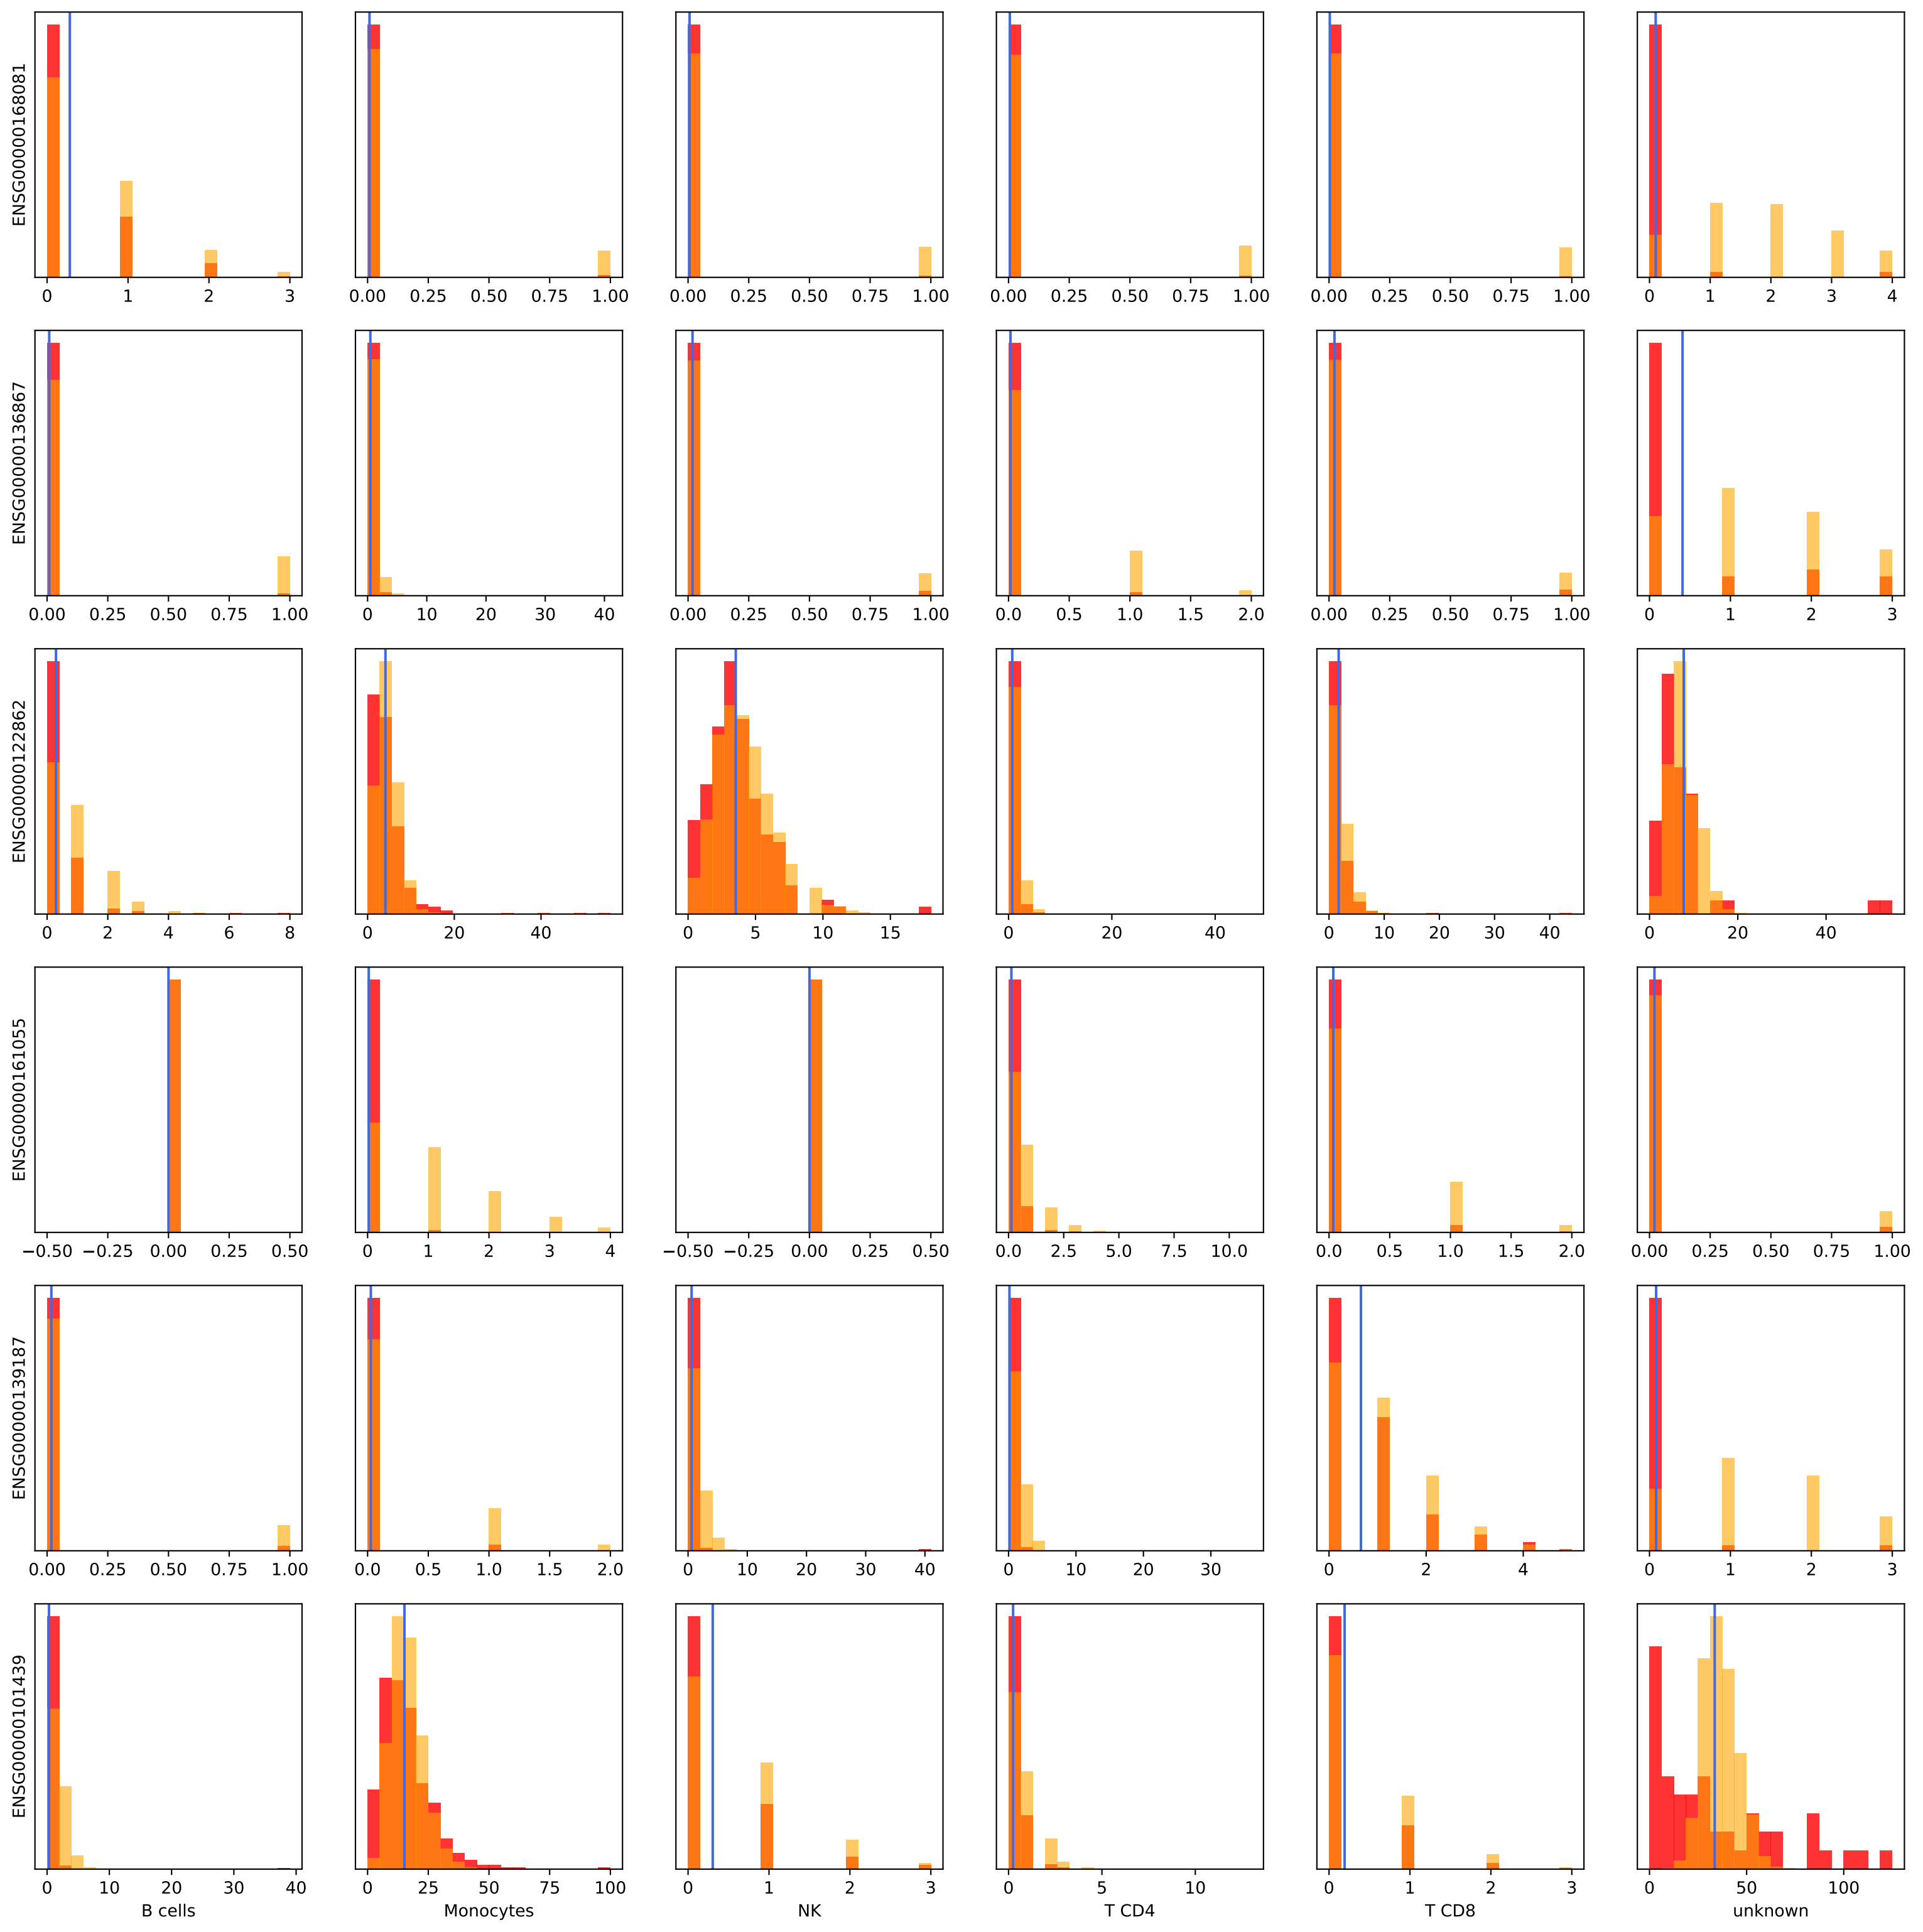 ENSG00000168081
0 1 2 3
0.00 0.25 0.50 0.75 1.00
0.00 0.25 0.50 0.75 1.00
0.00 0.25 0.50 0.75 1.00
0.00 0.25 0.50 0.75 1.00
0 1 2 3 4
ENSG00000136867
0.00 0.25 0.50 0.75 1.00
0 10 20 30 40
0.00 0.25 0.50 0.75 1.00
0.0 0.5 1.0 1.5 2.0
0.00 0.25 0.50 0.75 1.00
0 1 2 3
ENSG00000122862
0 2 4 6 8
0 20 40
0 5 10 15
0 20 40
0 10 20 30 40
0 20 40
ENSG00000161055
−0.50 −0.25 0.00 0.25 0.50
0 1 2 3 4
−0.50 −0.25 0.00 0.25 0.50
0.0 2.5 5.0 7.5 10.0
0.0 0.5 1.0 1.5 2.0
0.00 0.25 0.50 0.75 1.00
ENSG00000139187
0.00 0.25 0.50 0.75 1.00
0.0 0.5 1.0 1.5 2.0
0 10 20 30 40
0 10 20 30
0 2 4
0 1 2 3
ENSG00000101439
0 10 20 30 40
B cells
0 25 50 75 100
Monocytes
0 1 2 3
NK
0 5 10
T CD4
0 1 2 3
T CD8
0 50 100
unknown